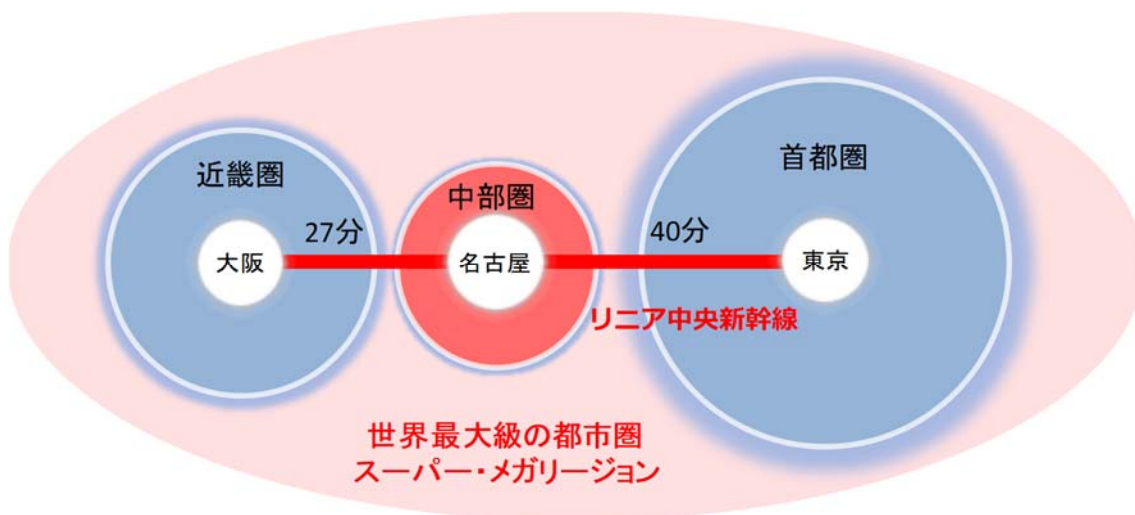 近畿圏
中部圏
首都圏
27分
40分
大阪
名古屋
東京
リニア中央新幹線
世界最大級の都市圏
スーパー・メガリージョン